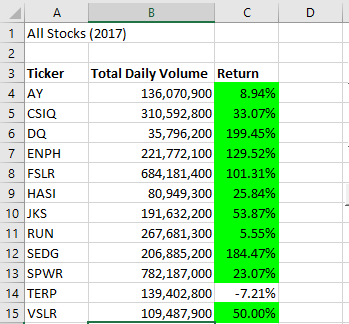 A B C D
1 All Stocks (2017)
2
3 Ticker Total Daily Volume Return
4 AY 136,070,900 8.94%
5 CSIQ 310,592,800 33.07%
6 DQ 35,796,200 199.45%
7 ENPH 221,772,100 129.52%
8 FSLR 684,181,400 101.31%
9 HASI 80,949,300 25.84%
10 JKS 191,632,200 53.87%
11 RUN 267,681,300 5.55%
12 SEDG 206,885,200 184.47%
13 SPWR 782,187,000 23.07%
14 TERP 139,402,800 -7.21%
15 VSLR 109,487,900 50.00%